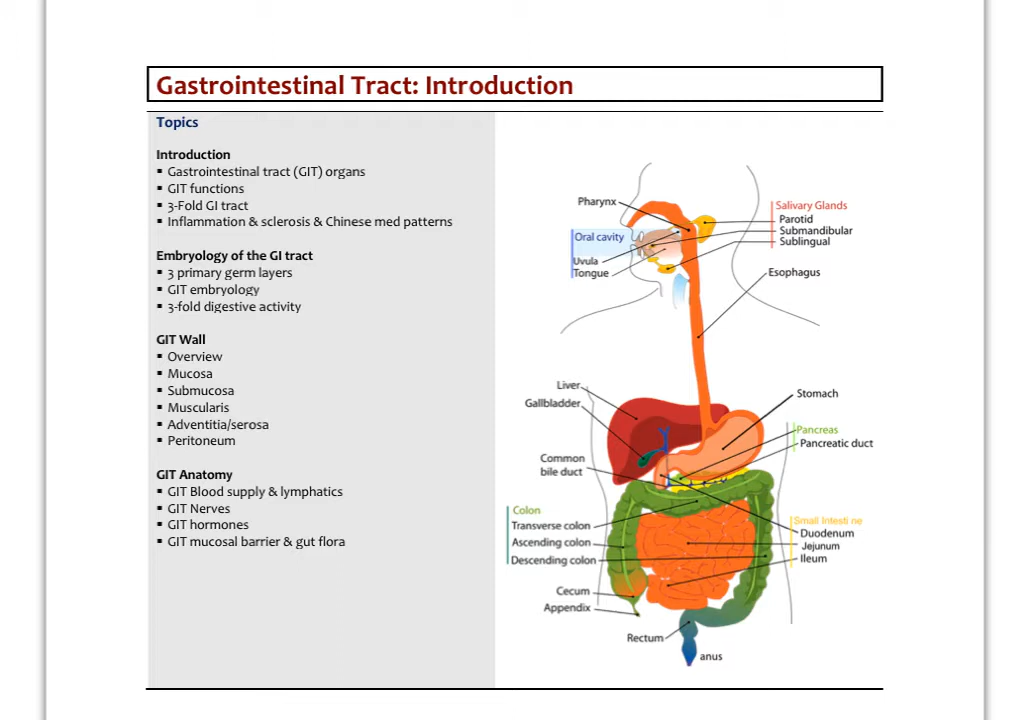 Gastrointestinal Tract: Introduction
Topics
Introduction
▪ Gastrointestinal tract (GIT) organs
▪ GIT functions
▪ 3-Fold GI tract
▪ Inflammation & sclerosis & Chinese med patterns
Embryology of the GI tract
▪ 3 primary germ layers
▪ GIT embryology
▪ 3-fold digestive activity
GIT Wall
▪ Overview
▪ Mucosa
▪ Submucosa
▪ Muscularis
▪ Adventitia/serosa
▪ Peritoneum
GIT Anatomy
▪ GIT Blood supply & lymphatics
▪ GIT Nerves
▪ GIT hormones
▪ GIT mucosal barrier & gut flora
Pharynx
Oral cavity
Uvula
Tongue
Salivary Glands
Parotid
Submandibular
Sublingual
Esophagus
Liver
Gallbladder
Stomach
Pancreas
Pancreatic duct
Common
bile duct
Colon
Transverse colon
Ascending colon
Descending colon
Small Intesti ne
Duodenum
Jejunum
Ileum
Cecum
Appendix
Rectum
anus